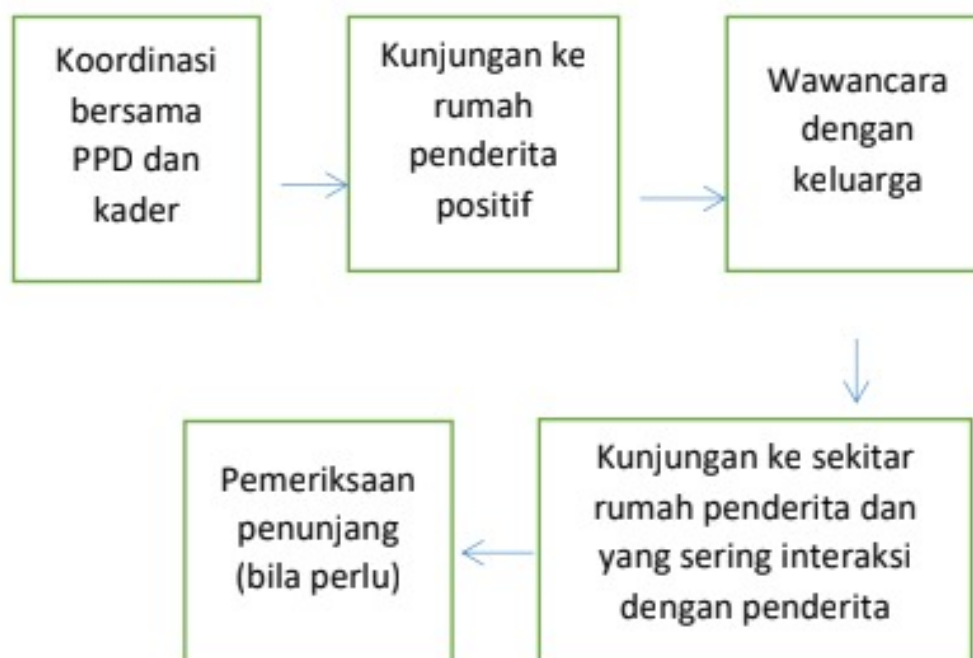 Koordinasi
bersama
PPD dan
kader
Kunjungan ke
rumah
penderita
positif
Wawancara
dengan
keluarga
Kunjungan ke sekitar
rumah penderita dan
yang sering interaksi
dengan penderita
Pemeriksaan
penunjang
(bila perlu)